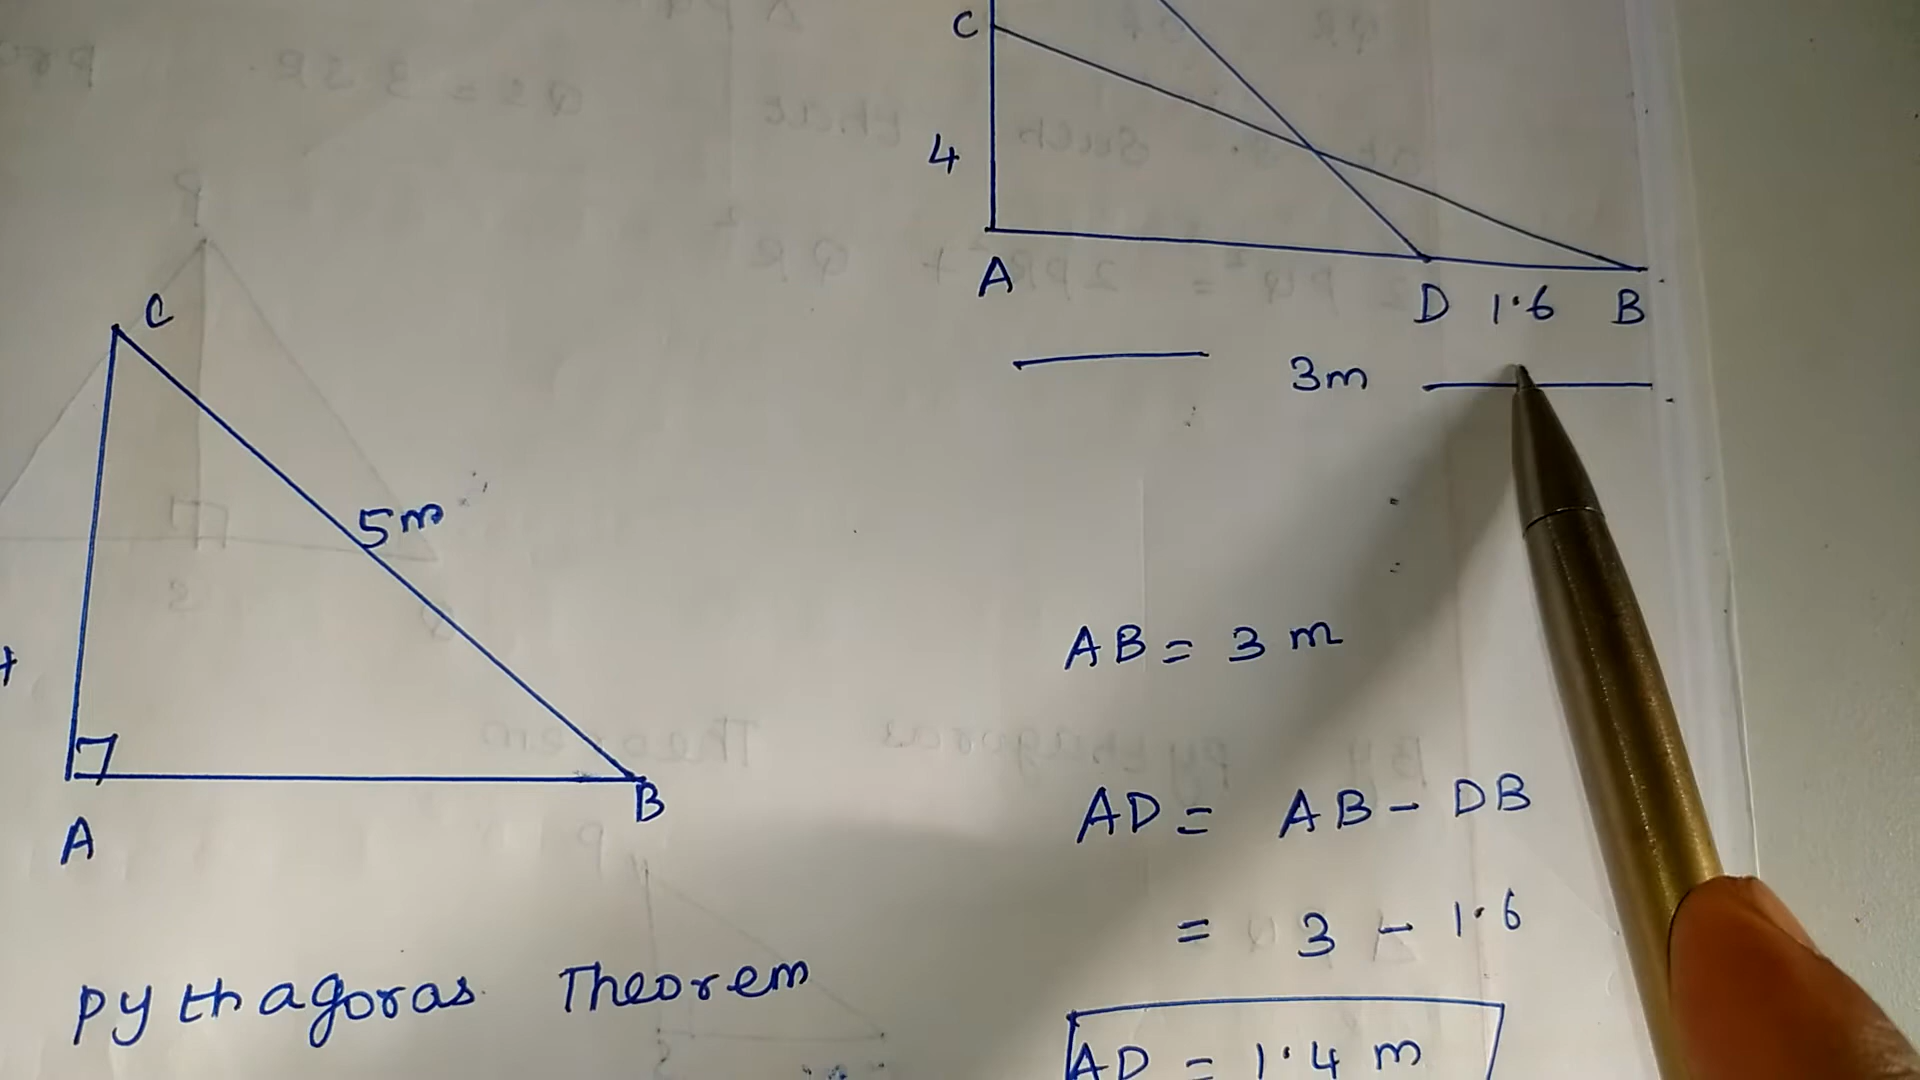 C
4
A
D 1.6 B
3m
C
5m
A
B
AB = 3 m
AD = AB - DB
= 3 - 1.6
AD = 1.4 m
Pythagoras Theorem